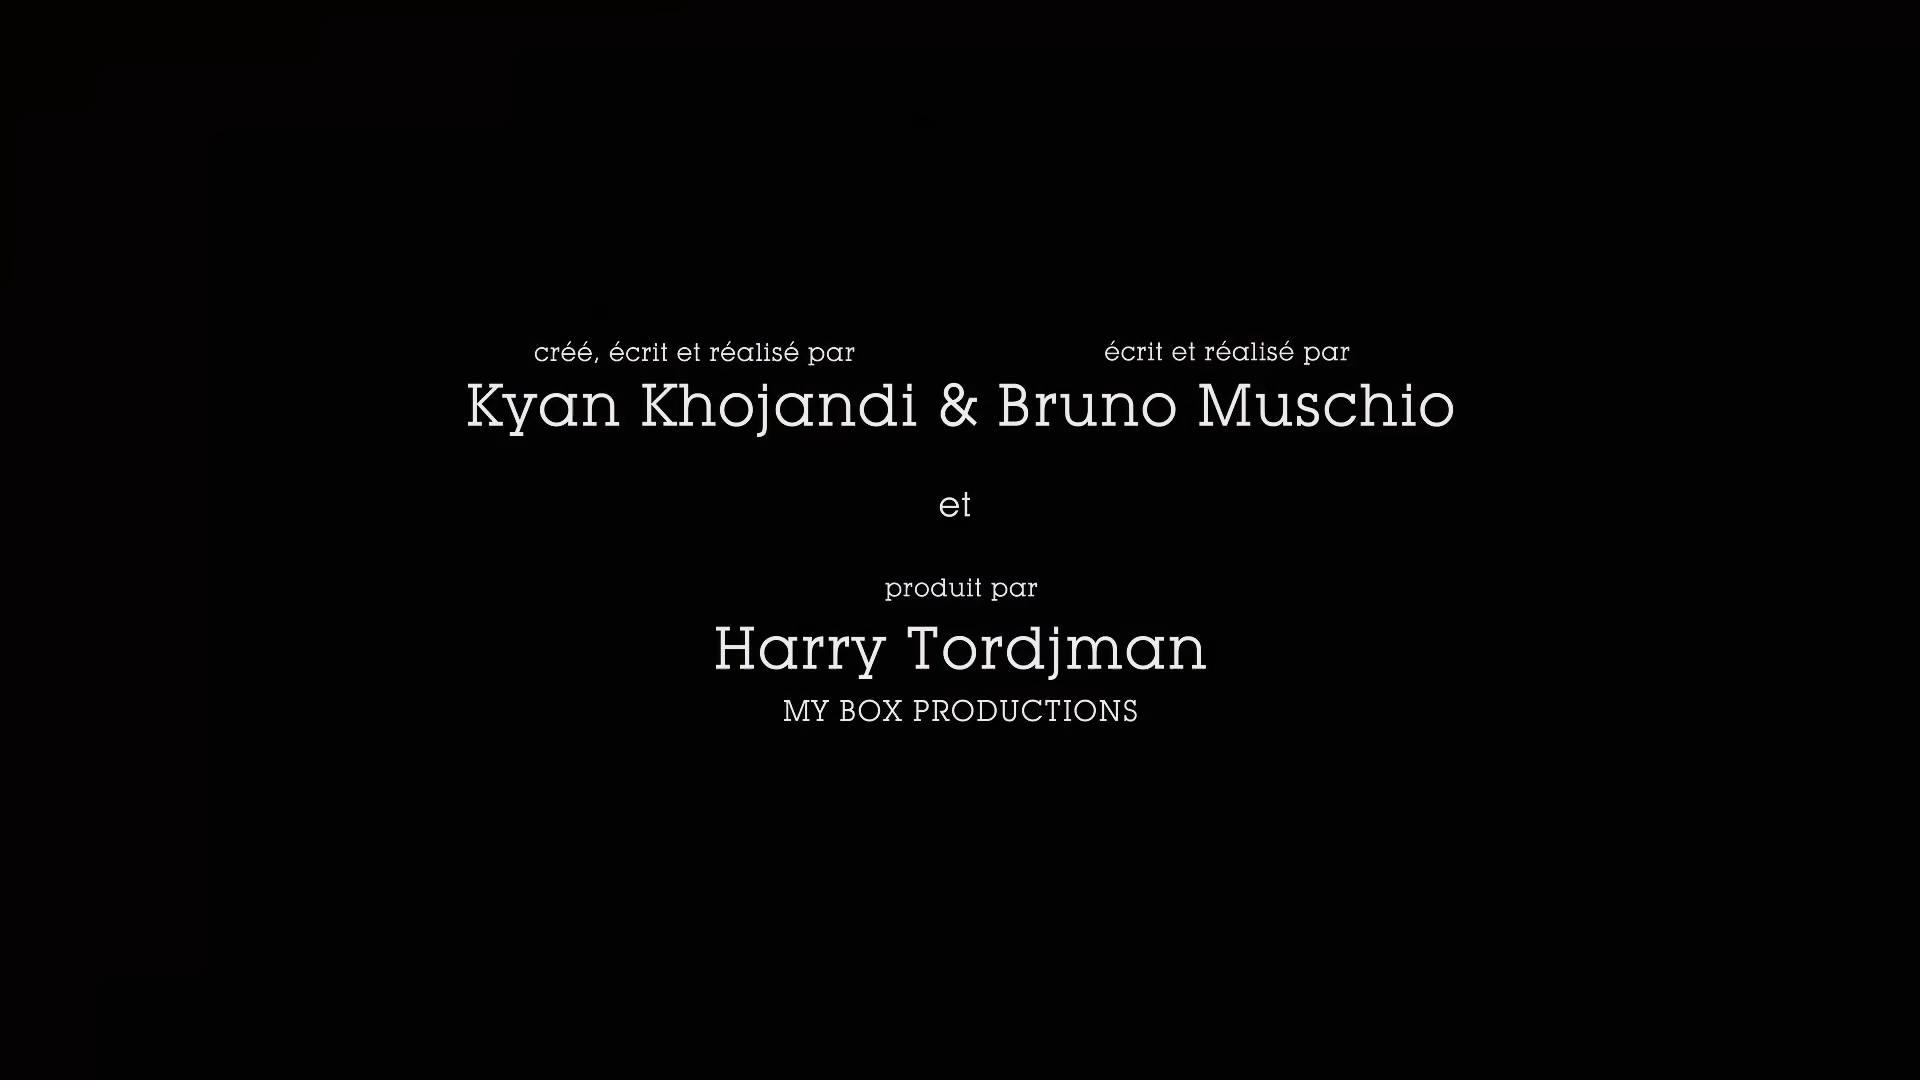 créé, écrit et réalisé par écrit et réalisé par
Kyan Khojandi & Bruno Muschio
et
produit par
Harry Tordjman
MY BOX PRODUCTIONS